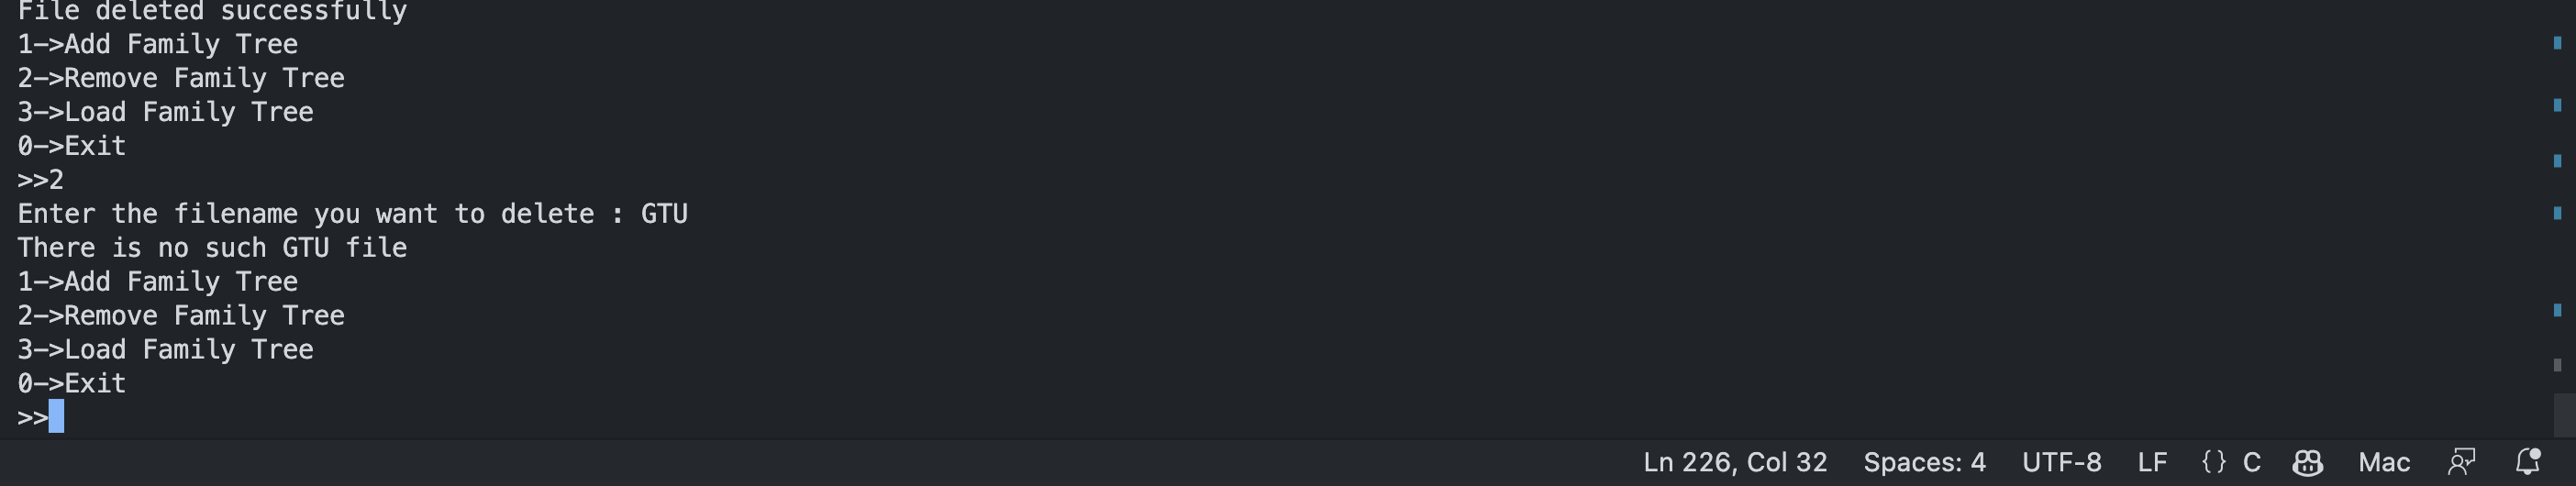 File deleted successfully
1->Add Family Tree
2->Remove Family Tree
3->Load Family Tree
0->Exit
>>2
Enter the filename you want to delete : GTU
There is no such GTU file
1->Add Family Tree
2->Remove Family Tree
3->Load Family Tree
0->Exit
>>
Ln 226, Col 32 Spaces: 4 UTF-8 LF {} C Mac